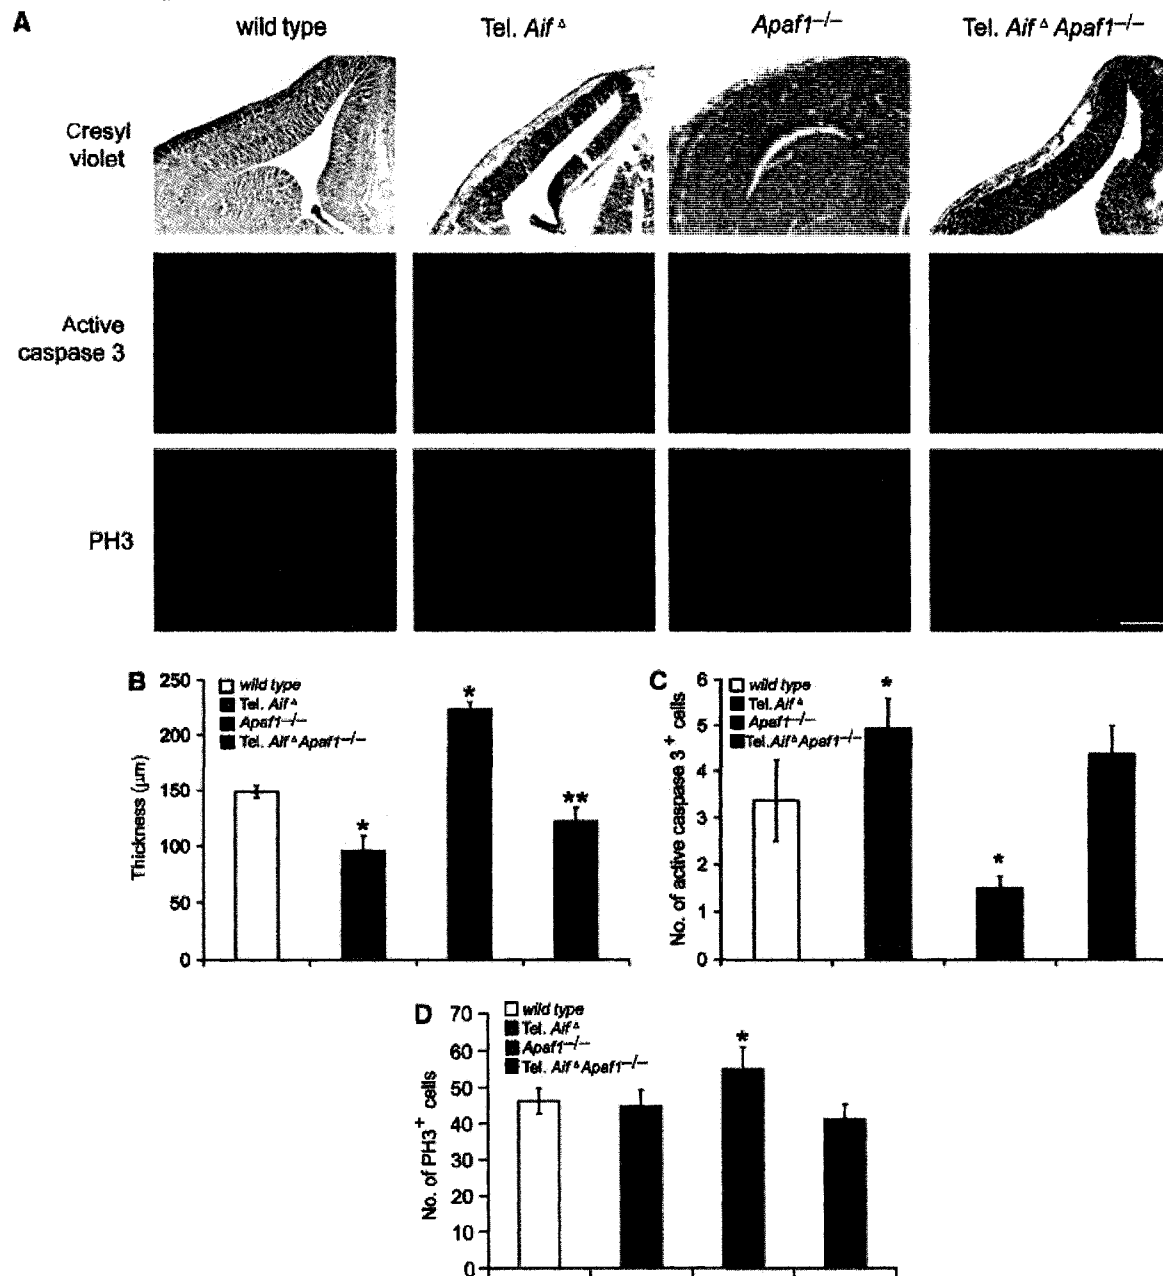 A
wild type
Tel. Aif Δ
Apaf1–/–
Tel. Aif Δ Apaf1–/–
Cresyl
violet
Active
caspase 3
PH3
B
Thickness (μm)
250
200
150
100
50
0
wild type
Tel. Aif Δ
Apaf1–/–
Tel. Aif Δ Apaf1–/–
*
*
**
C
No. of active caspase 3 + cells
6
5
4
3
2
1
0
wild type
Tel. Aif Δ
Apaf1–/–
Tel. Aif Δ Apaf1–/–
*
*
D
No. of PH3+ cells
70
60
50
40
30
20
10
0
wild type
Tel. Aif Δ
Apaf1–/–
Tel. Aif Δ Apaf1–/–
*